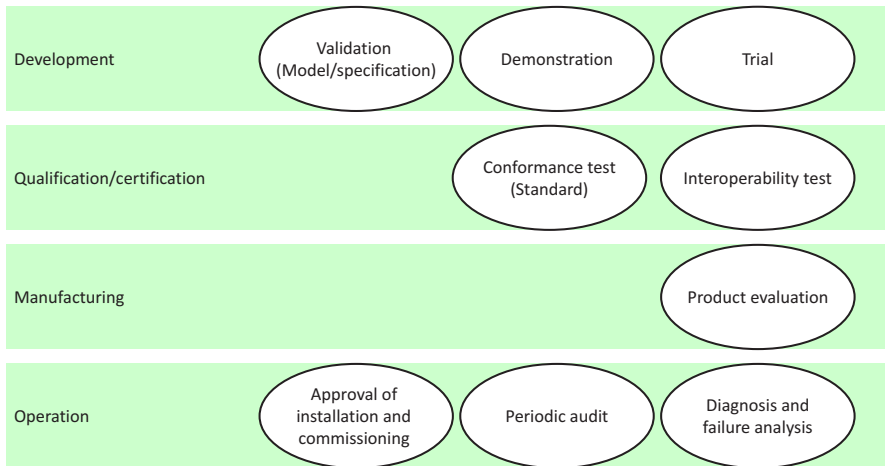 Development
Validation
(Model/specification)
Demonstration
Trial
Qualification/certification
Conformance test
(Standard)
Interoperability test
Manufacturing
Product evaluation
Operation
Approval of
installation and
commissioning
Periodic audit
Diagnosis and
failure analysis